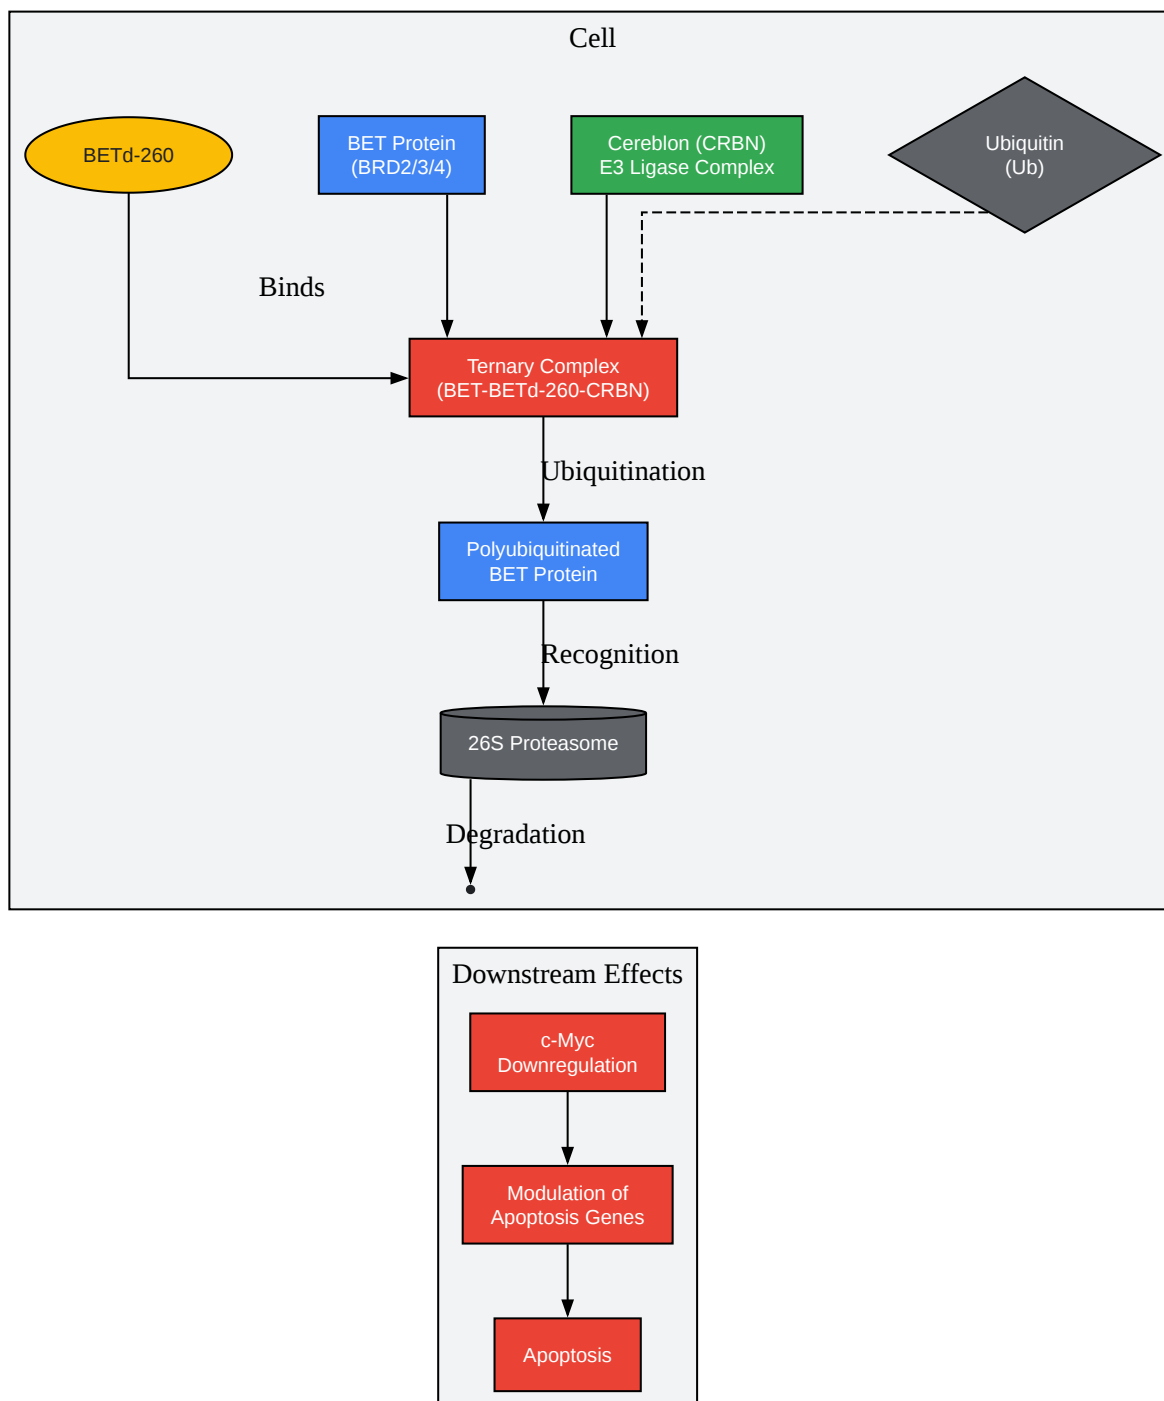 Cell
BETd-260
BET Protein
(BRD2/3/4)
Cereblon (CRBN)
E3 Ligase Complex
Ubiquitin
(Ub)
Binds
Ternary Complex
(BET-BETd-260-CRBN)
Ubiquitination
Polyubiquitinated
BET Protein
Recognition
26S Proteasome
Degradation
Downstream Effects
c-Myc
Downregulation
Modulation of
Apoptosis Genes
Apoptosis